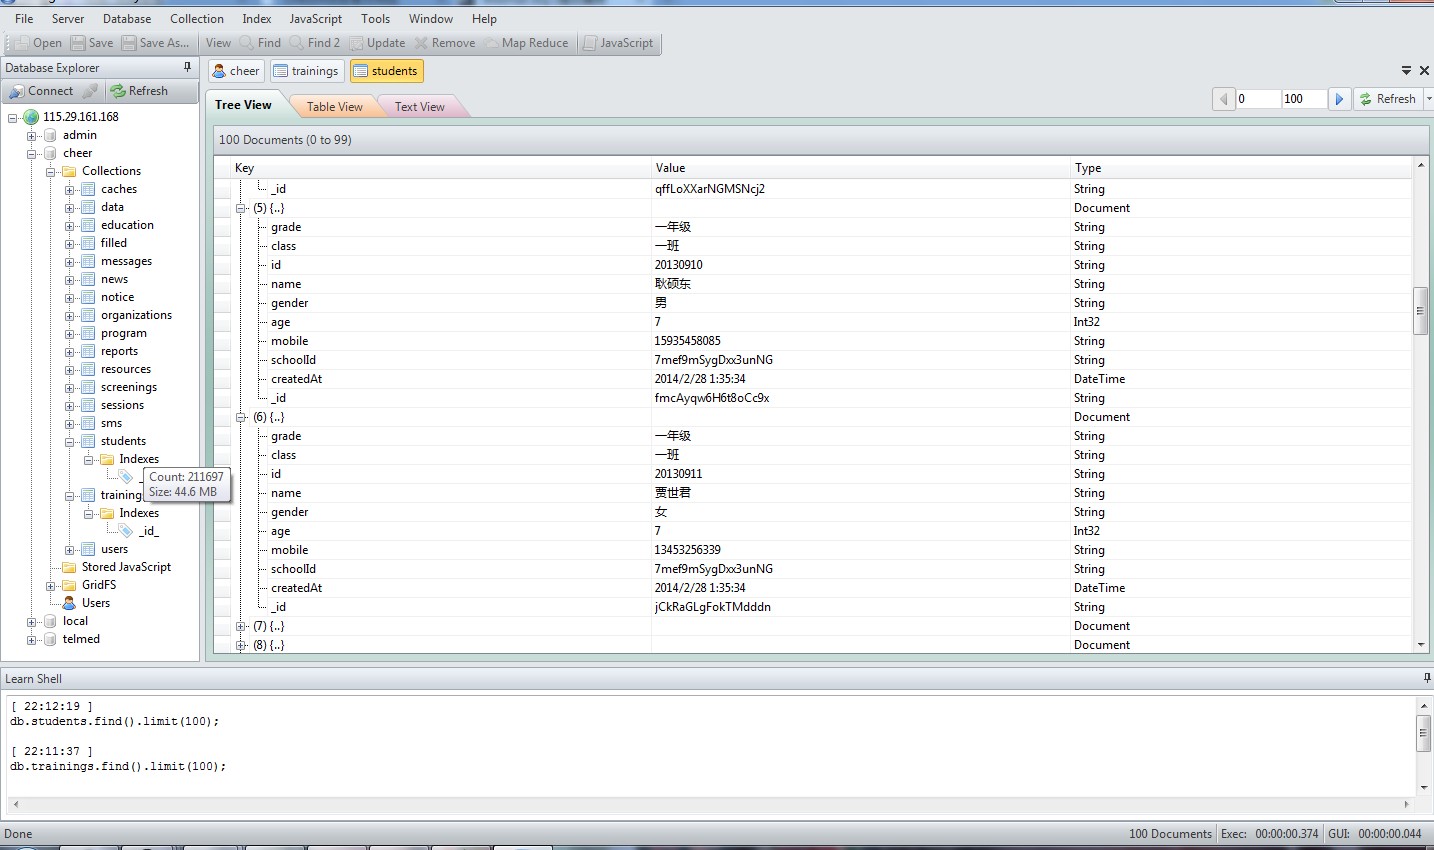 File Server Database Collection Index JavaScript Tools Window Help
Open Save Save As... View Find Find 2 Update Remove Map Reduce JavaScript
Database Explorer
Connect Refresh
115.29.161.168
admin
cheer
Collections
caches
data
education
filled
messages
news
notice
organizations
program
reports
resources
screenings
sessions
sms
students
Indexes
Count: 211697
Size: 44.6 MB
Indexes
_id_
users
Stored JavaScript
GridFS
Users
local
telmed
cheer trainings students
Tree View Table View Text View
0 100 Refresh
100 Documents (0 to 99)
Key Value Type
_id qffLoXXarNGMSNcj2 String
(5) {..} Document
grade 一年级 String
class 一班 String
id 20130910 String
name 耿硕东 String
gender 男 String
age 7 Int32
mobile 15935458085 String
schoolId 7mef9mSygDxx3unNG String
createdAt 2014/2/28 1:35:34 DateTime
_id fmcAyqw6H6t8oCc9x String
(6) {..} Document
grade 一年级 String
class 一班 String
id 20130911 String
name 贾世君 String
gender 女 String
age 7 Int32
mobile 13453256339 String
schoolId 7mef9mSygDxx3unNG String
createdAt 2014/2/28 1:35:34 DateTime
_id jCkRaGLgFokTMdddn String
(7) {..} Document
(8) {..} Document
Learn Shell
[ 22:12:19 ]
db.students.find().limit(100);
[ 22:11:37 ]
db.trainings.find().limit(100);
Done 100 Documents Exec: 00:00:00.374 GUI: 00:00:00.044